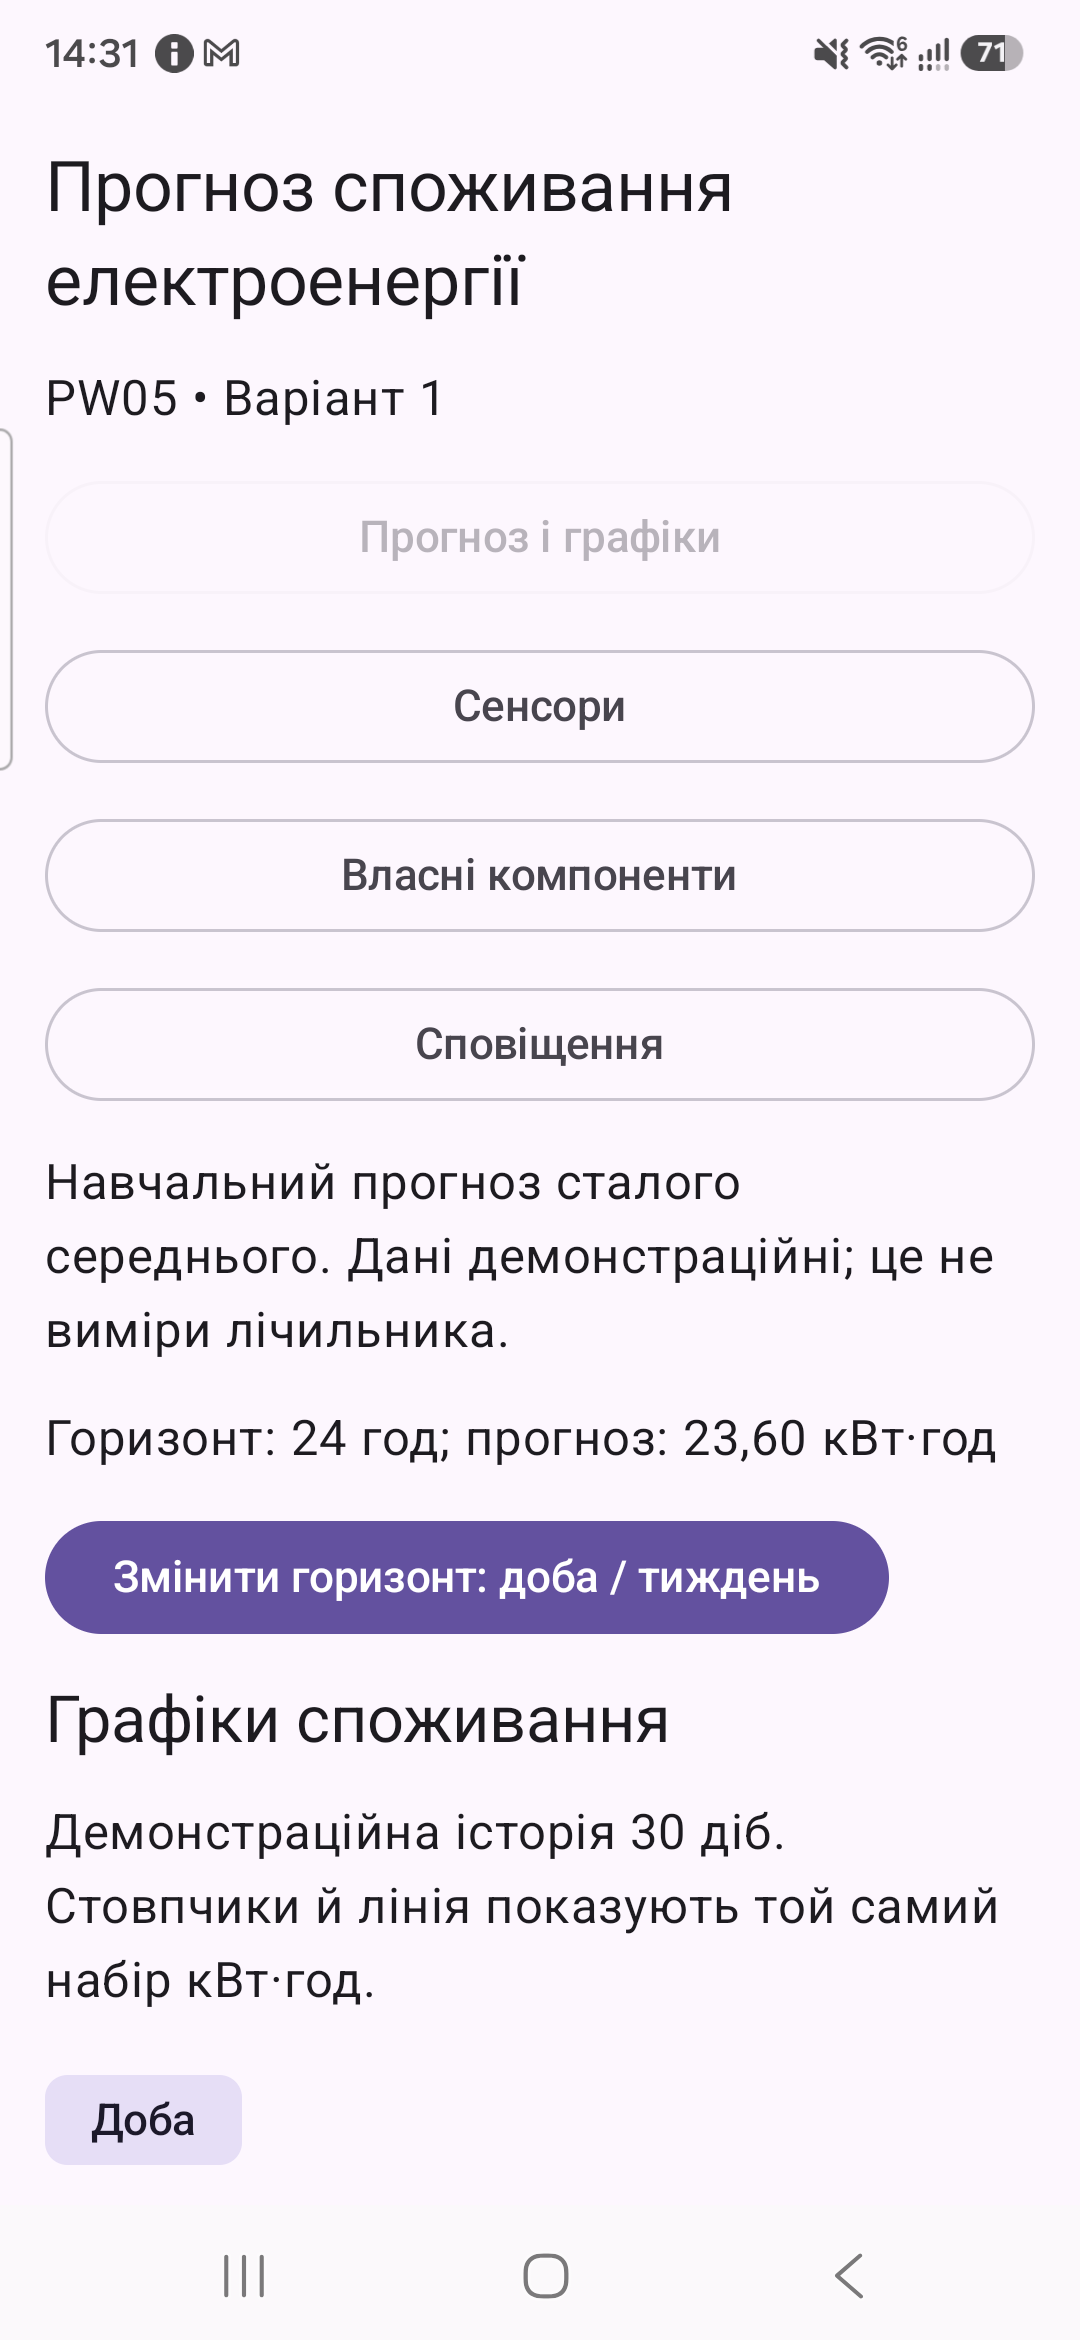 14:31
6
71
Прогноз споживання
електроенергії
PW05 • Варіант 1
Прогноз і графіки
Сенсори
Власні компоненти
Сповіщення
Навчальний прогноз сталого
середнього. Дані демонстраційні; це не
виміри лічильника.
Горизонт: 24 год; прогноз: 23,60 кВт·год
Змінити горизонт: доба / тиждень
Графіки споживання
Демонстраційна історія 30 діб.
Стовпчики й лінія показують той самий
набір кВт·год.
Доба